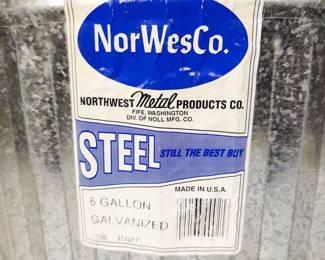 NorWesCo.
NORTHWEST Metal PRODUCTS CO.
FIFE, WASHINGTON
DIV. OF NOLL MFG. CO.
STEEL STILL THE BEST BUY
MADE IN U.S.A.
6 GALLON
GALVANIZED